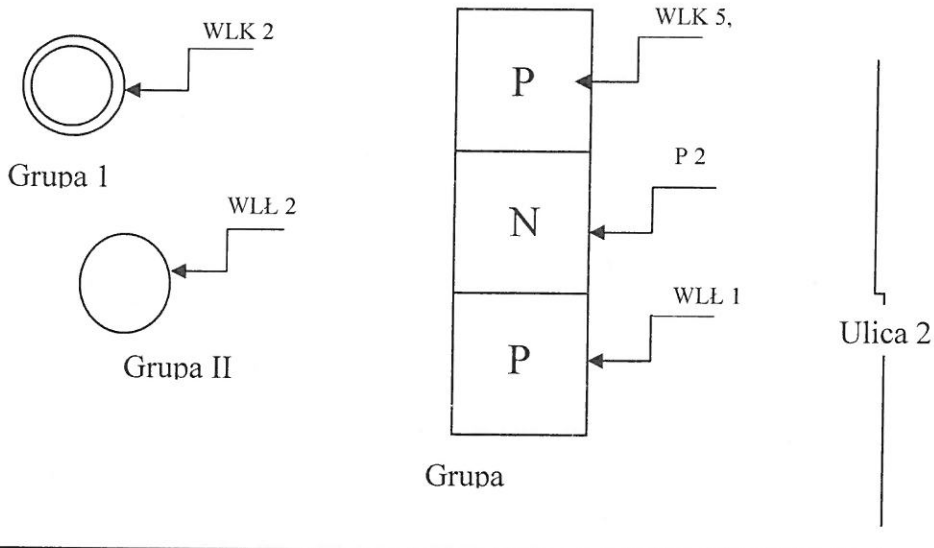 WLK 2
Grupa 1
WLŁ 2
Grupa II
WLK 5,
P
P 2
N
WLŁ 1
P
Grupa
Ulica 2